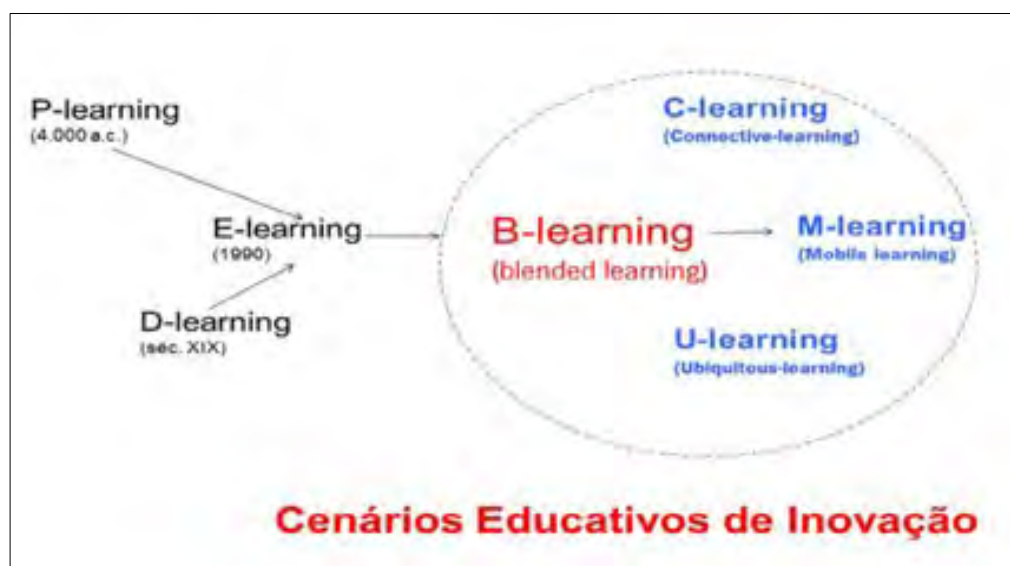 P-learning
(4.000 a.c.)
E-learning
(1990)
D-learning
(séc. XIX)
C-learning
(Connective-learning)
B-learning
(blended learning)
M-learning
(Mobile learning)
U-learning
(Ubiquitous-learning)
Cenários Educativos de Inovação